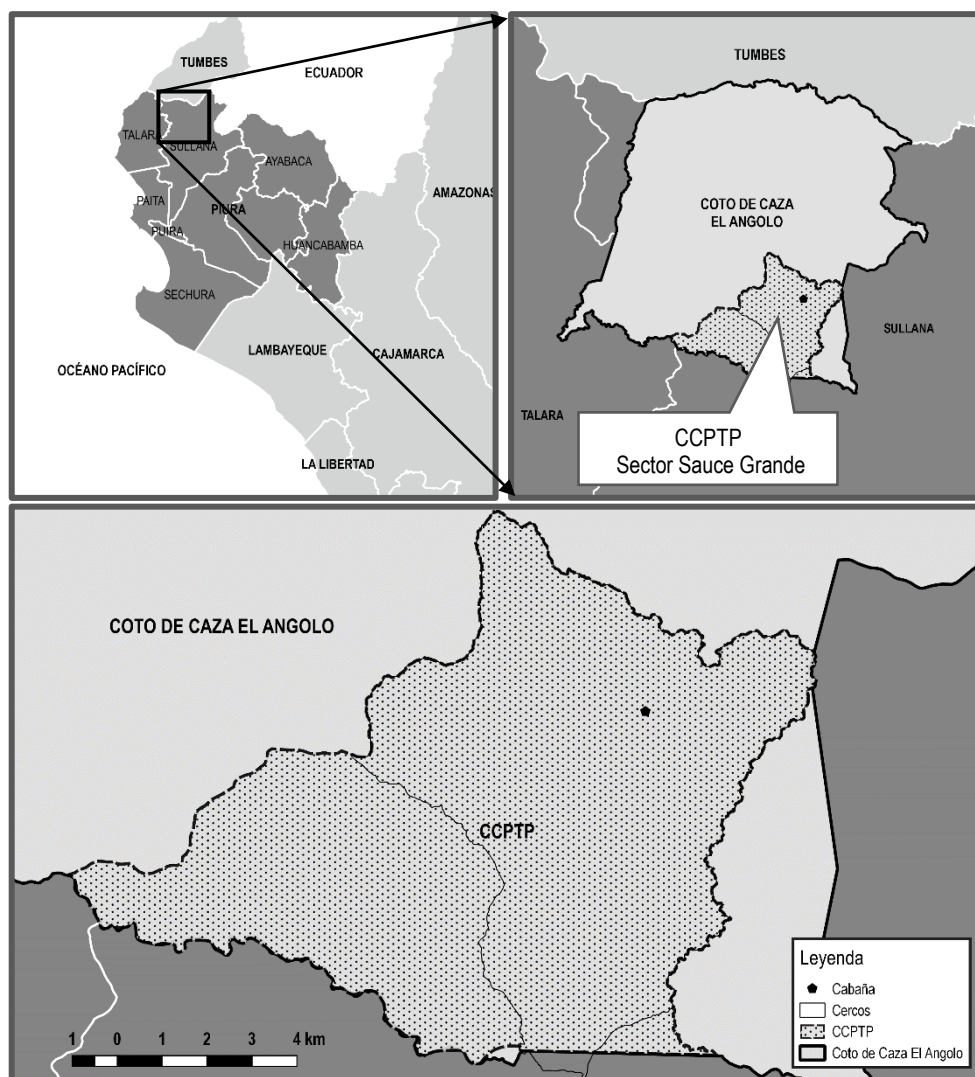 TUMBES
ECUADOR
TALARA
SULLANA
AYABACA
AMAZONAS
PAITA
PIURA
PUIRA
HUANCABAMBA
SECHURA
LAMBAYEQUE
CAJAMARCA
OCÉANO PACÍFICO
LA LIBERTAD
TUMBES
COTO DE CAZA
EL ANGOLO
SULLANA
TALARA
CCPTP
Sector Sauce Grande
COTO DE CAZA EL ANGOLO
CCPTP
Leyenda
Cabaña
Cercos
CCPTP
Coto de Caza El Angolo
1 0 1 2 3 4 km